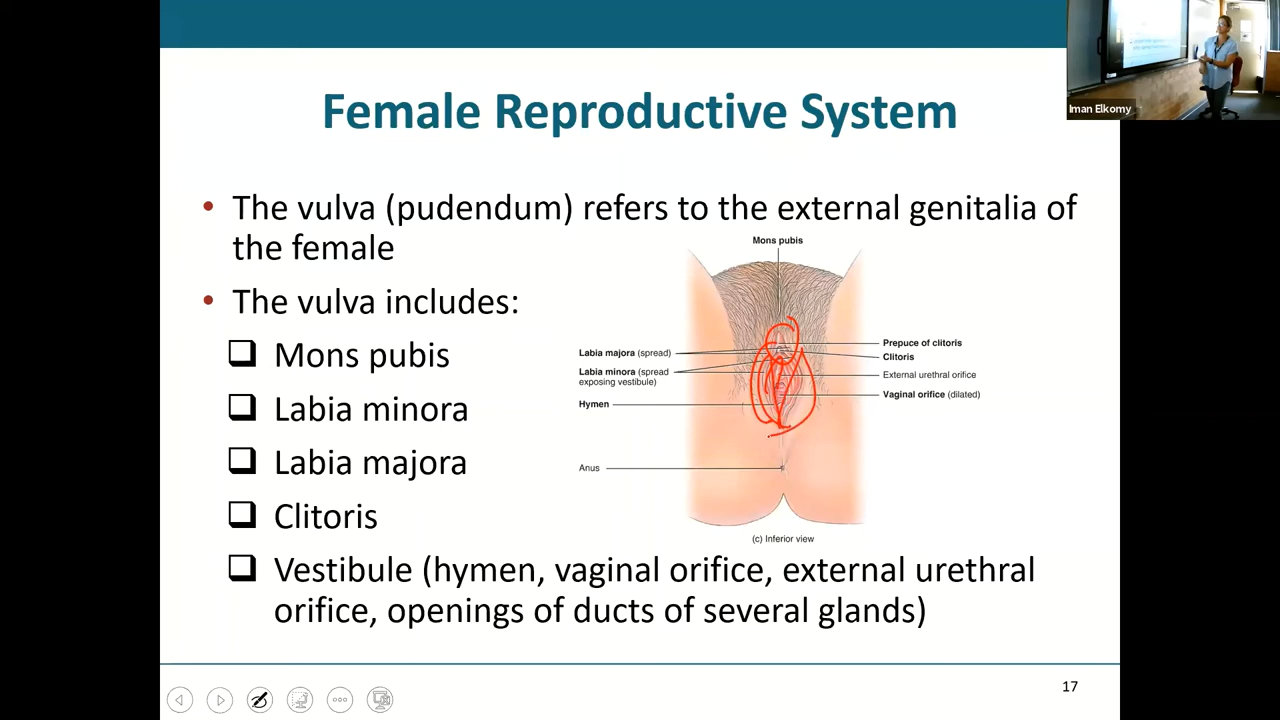 Iman Elkomy
Female Reproductive System
• The vulva (pudendum) refers to the external genitalia of
the female
• The vulva includes:
❑ Mons pubis
❑ Labia minora
❑ Labia majora
❑ Clitoris
❑ Vestibule (hymen, vaginal orifice, external urethral
orifice, openings of ducts of several glands)
Mons pubis
Labia majora (spread)
Labia minora (spread
exposing vestibule)
Hymen
Anus
Prepuce of clitoris
Clitoris
External urethral orifice
Vaginal orifice (dilated)
(c) Inferior view
17